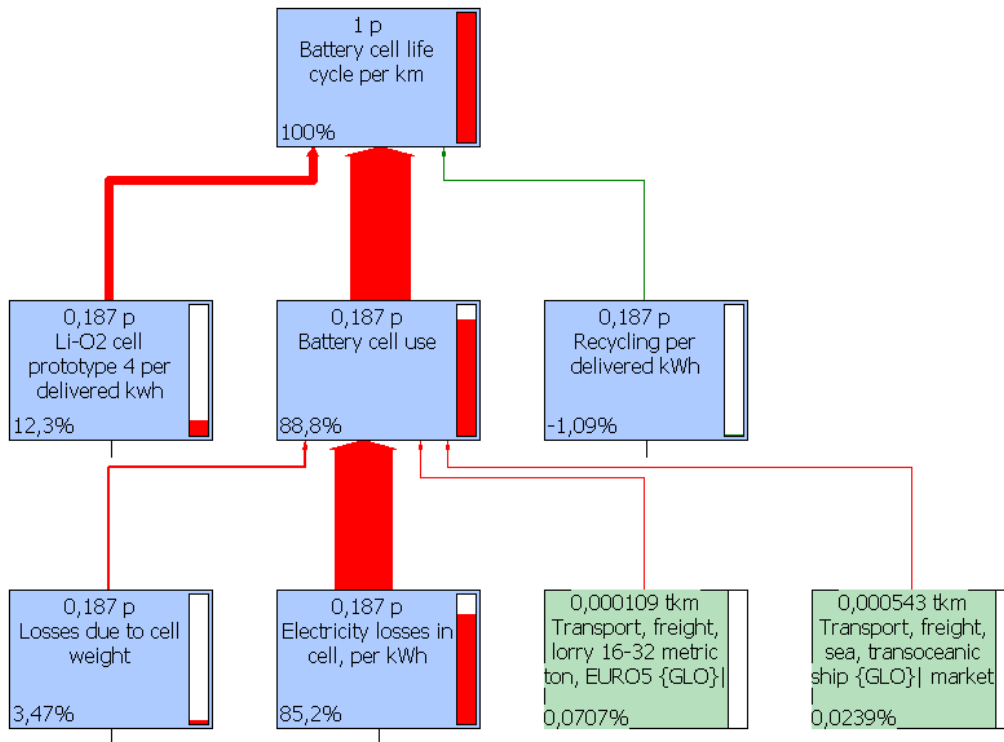 1 p
Battery cell life
cycle per km
100%
0,187 p
Li-O2 cell
prototype 4 per
delivered kwh
12,3%
0,187 p
Battery cell use
88,8%
0,187 p
Recycling per
delivered kWh
-1,09%
0,187 p
Losses due to cell
weight
3,47%
0,187 p
Electricity losses in
cell, per kWh
85,2%
0,000109 tkm
Transport, freight,
lorry 16-32 metric
ton, EURO5 {GLO}|
0,0707%
0,000543 tkm
Transport, freight,
sea, transoceanic
ship {GLO}| market
0,0239%